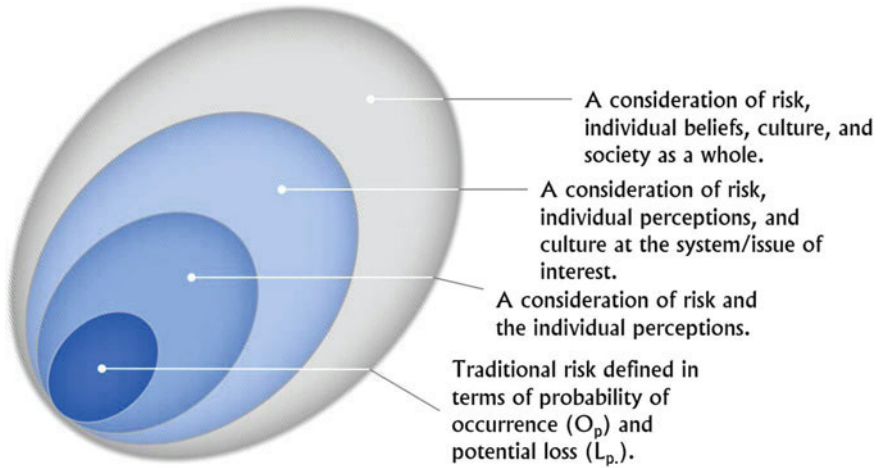 A consideration of risk,
individual beliefs, culture, and
society as a whole.
A consideration of risk,
individual perceptions, and
culture at the system/issue of
interest.
A consideration of risk and
the individual perceptions.
Traditional risk defined in
terms of probability of
occurrence (Op) and
potential loss (Lp.).